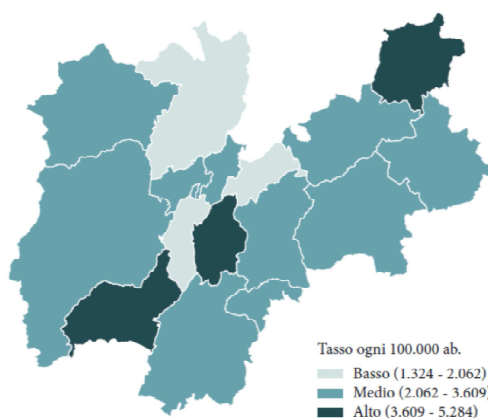 Tasso ogni 100.000 ab.
Basso (1.324 - 2.062)
Medio (2.062 - 3.609)
Alto (3.609 - 5.284)